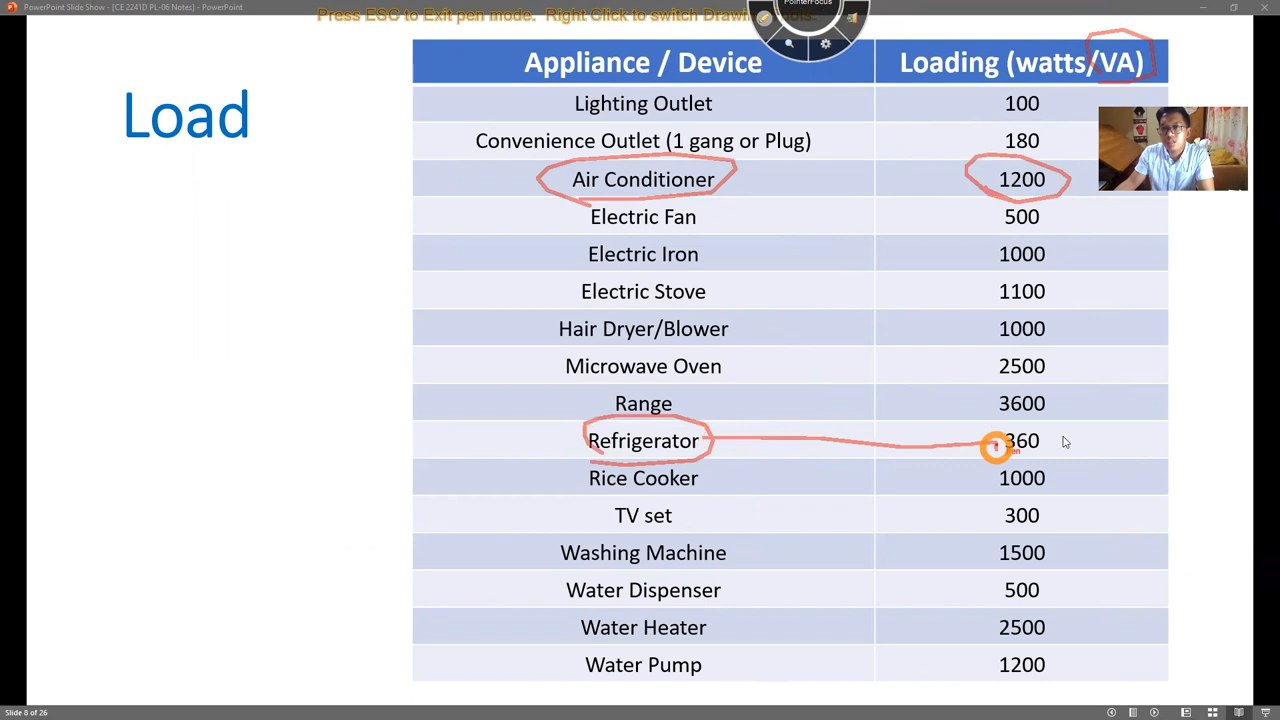 PowerPoint Slide Show - [CE 2241D PL-06 Notes] - PowerPoint
Press ESC to Exit pen mode. Right Click to switch Drawing Tools.
PointerFocus
Load
Appliance / Device Loading (watts/VA)
Lighting Outlet 100
Convenience Outlet (1 gang or Plug) 180
Air Conditioner 1200
Electric Fan 500
Electric Iron 1000
Electric Stove 1100
Hair Dryer/Blower 1000
Microwave Oven 2500
Range 3600
Refrigerator 360
Pen
Rice Cooker 1000
TV set 300
Washing Machine 1500
Water Dispenser 500
Water Heater 2500
Water Pump 1200
Slide 8 of 26